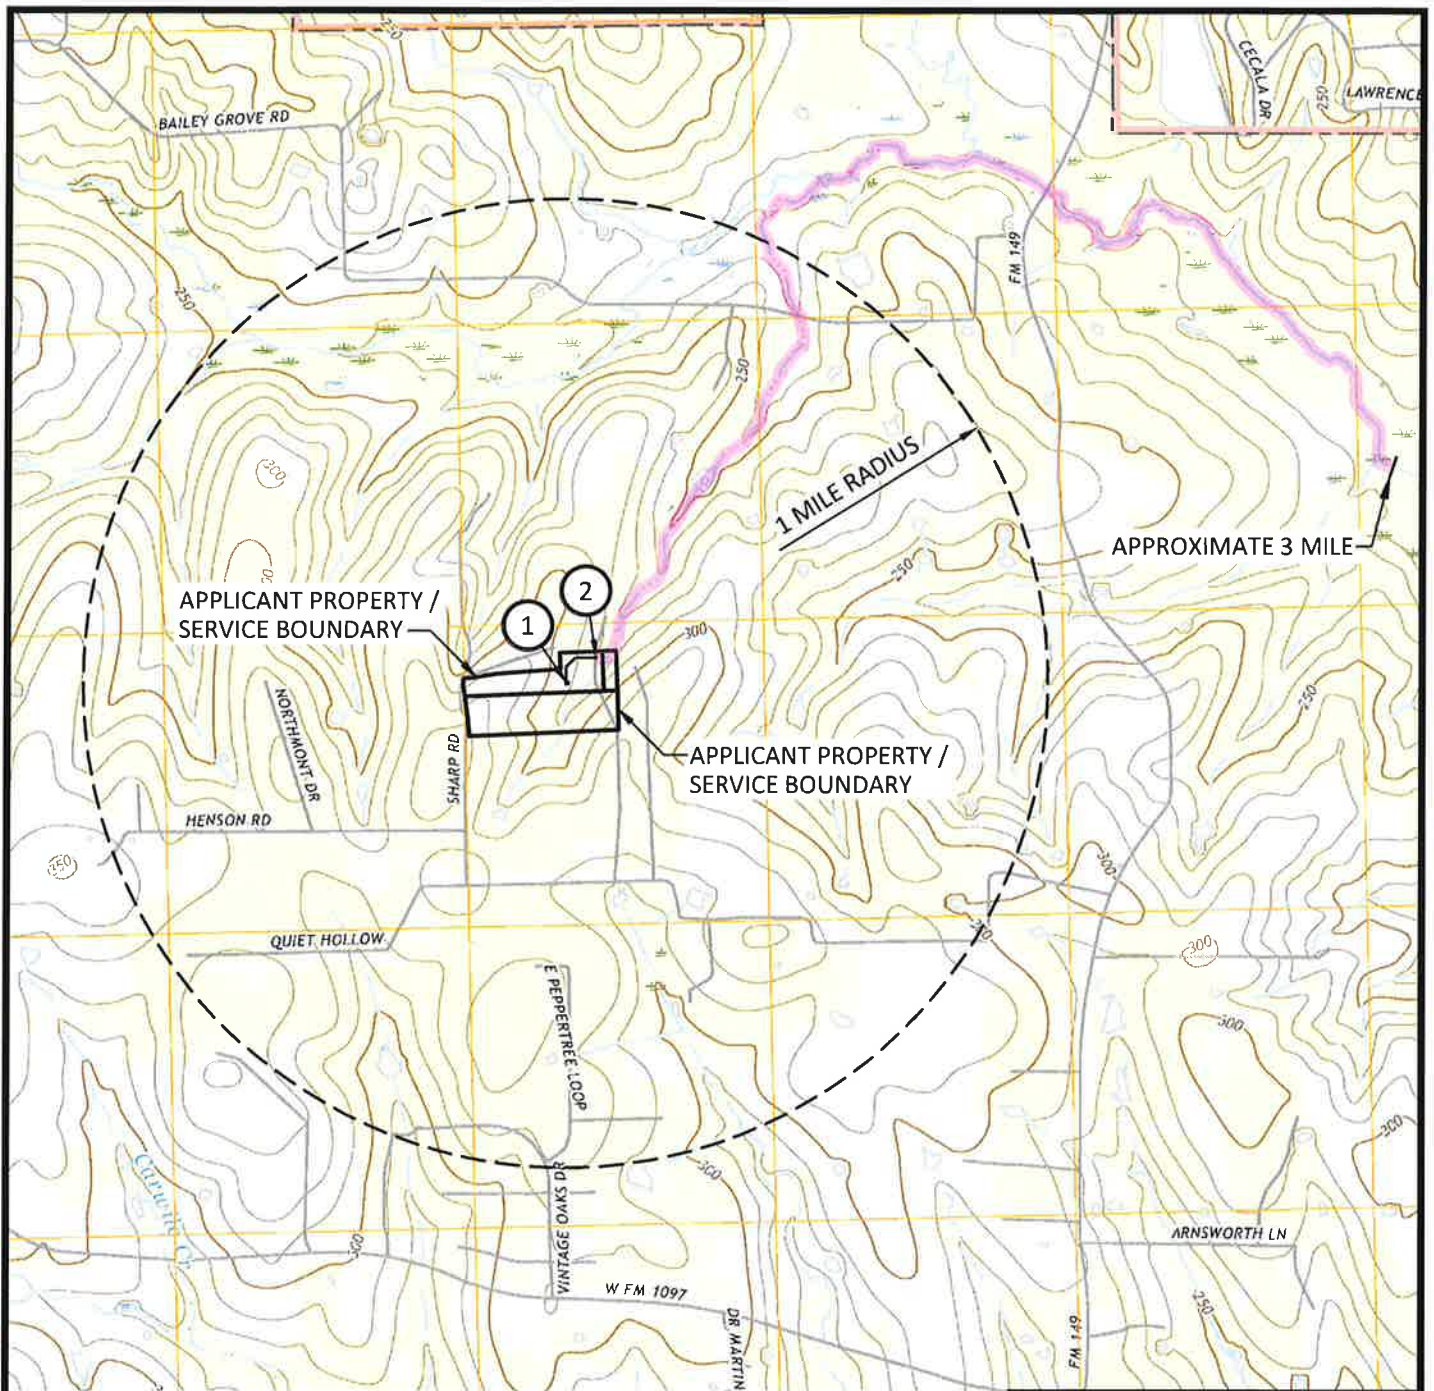 250
CECALA DR
250
LAWRENCE
BAILEY GROVE RD
FM 149
250
250
1 MILE RADIUS
300
APPROXIMATE 3 MILE
250
APPLICANT PROPERTY /
SERVICE BOUNDARY
1
2
300
NORTHMONT DR
SHARP RD
250
APPLICANT PROPERTY /
SERVICE BOUNDARY
HENSON RD
250
300
300
QUIET HOLLOW
300
E PEPPERTREE LOOP
300
300
300
VINTAGE OAKS DR
ARNSWORTH LN
300
W FM 1097
250
DR MARTIN
FM 149